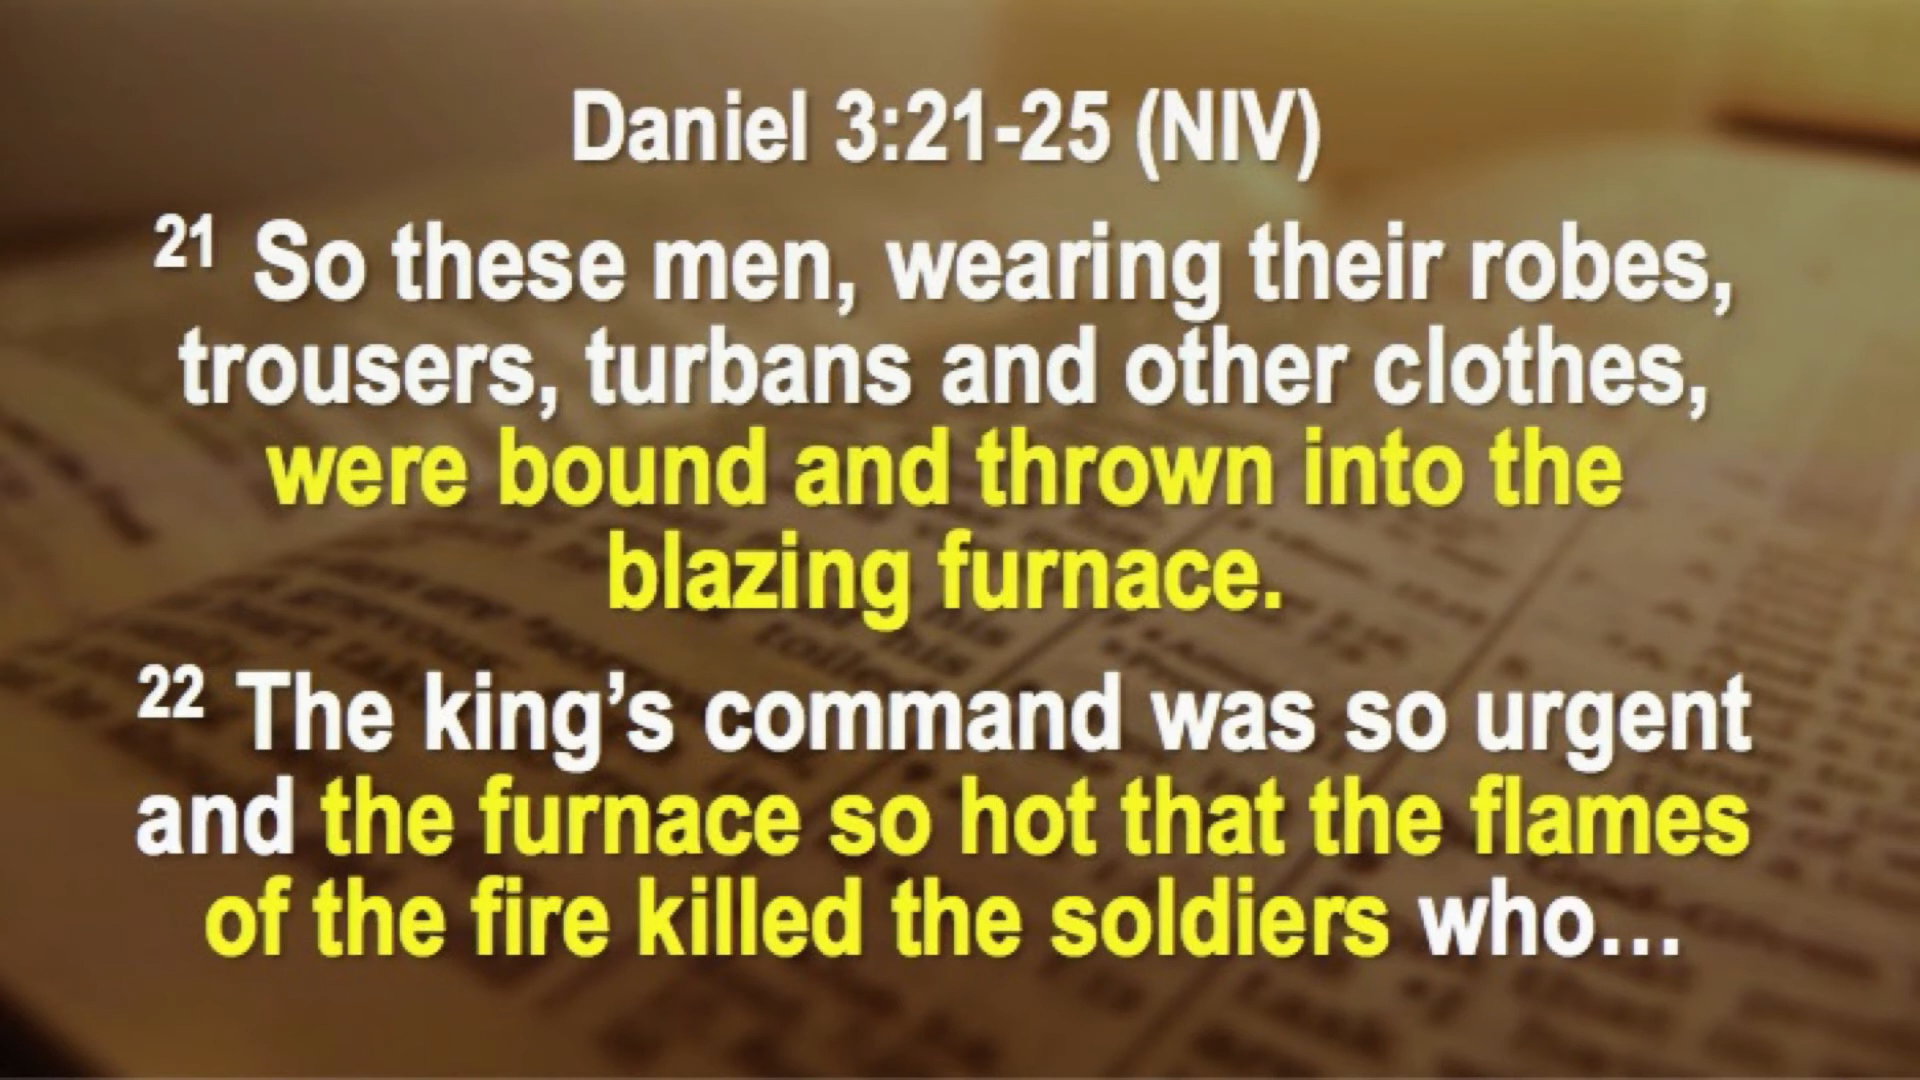 Daniel 3:21-25 (NIV)
21 So these men, wearing their robes,
trousers, turbans and other clothes,
were bound and thrown into the
blazing furnace.
22 The king’s command was so urgent
and the furnace so hot that the flames
of the fire killed the soldiers who…